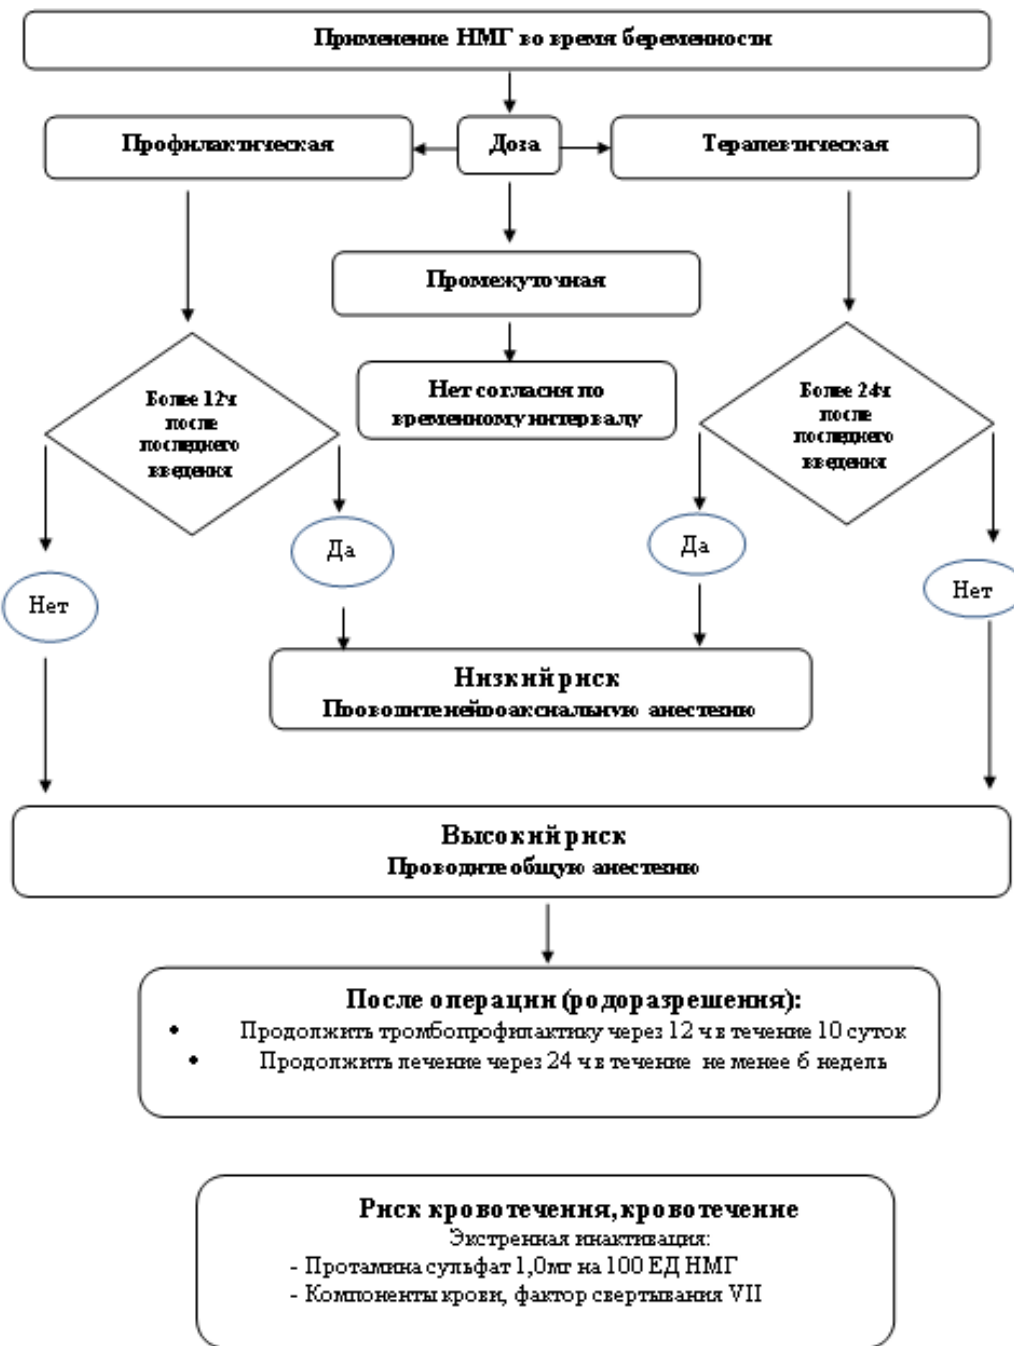 Применение НМГ во время беременности
Профилактическая
Доза
Терапевтическая
Промежуточная
Нет согласия по
временному интервалу
Более 12ч
после
последнего
введения
Более 24ч
после
последнего
введения
Да
Да
Нет
Нет
Низкий риск
Проводите нейроаксиальную анестезию
Высокий риск
Проводите общую анестезию
После операции (родоразрешения):
• Продолжить тромбопрофилактику через 12 ч в течение 10 суток
• Продолжить лечение через 24 ч в течение не менее 6 недель
Риск кровотечения, кровотечение
Экстренная инактивация:
- Протамина сульфат 1,0мг на 100 ЕД НМГ
- Компоненты крови, фактор свертывания VII